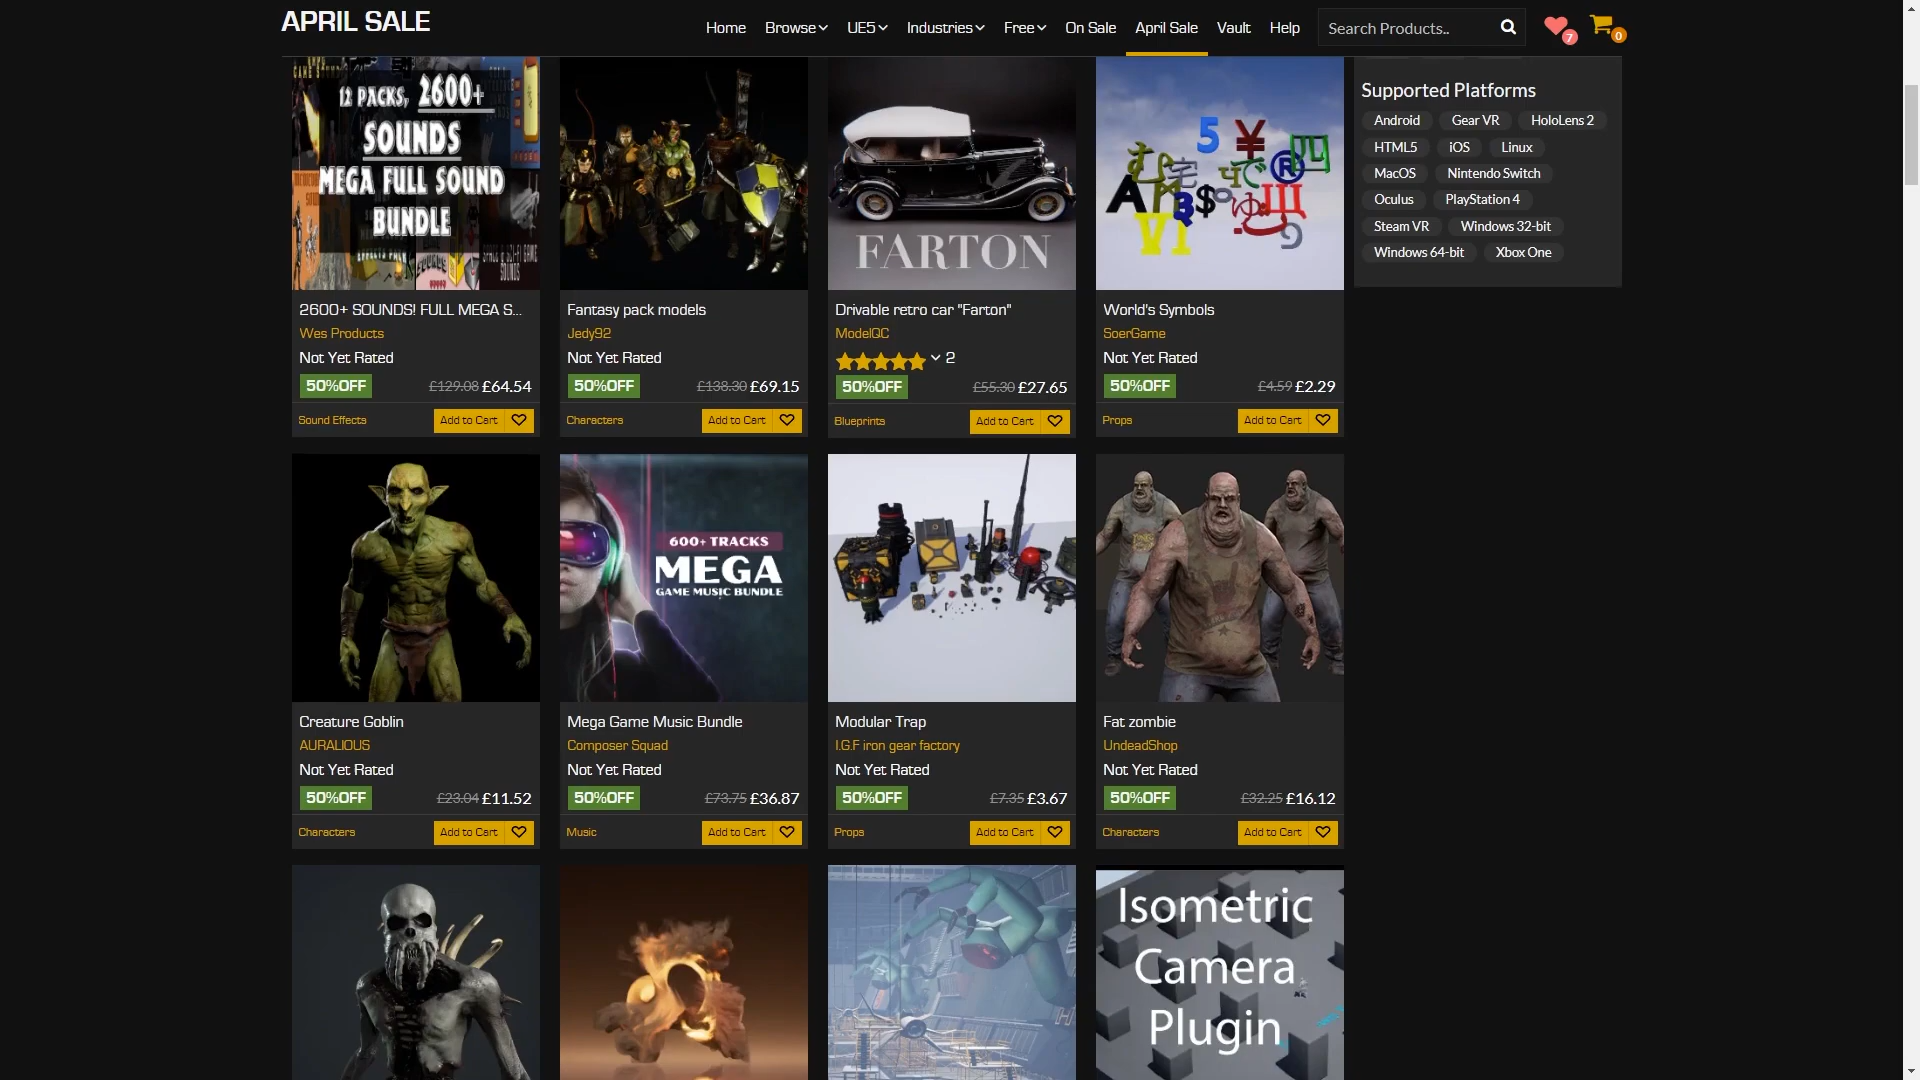 APRIL SALE
Home Browse UE5 Industries Free On Sale April Sale Vault Help
Search Products..
7
0
12 PACKS, 2600+
SOUNDS
MEGA FULL SOUND
BUNDLE
FARTON
2600+ SOUNDS! FULL MEGA S...
Wes Products
Not Yet Rated
50%OFF £129.08 £64.54
Sound Effects Add to Cart
Fantasy pack models
Jedy92
Not Yet Rated
50%OFF £138.30 £69.15
Characters Add to Cart
Drivable retro car "Farton"
ModelQC
2
50%OFF £55.30 £27.65
Blueprints Add to Cart
World's Symbols
SoerGame
Not Yet Rated
50%OFF £4.59 £2.29
Props Add to Cart
Supported Platforms
Android Gear VR HoloLens 2
HTML5 iOS Linux
MacOS Nintendo Switch
Oculus PlayStation 4
Steam VR Windows 32-bit
Windows 64-bit Xbox One
600+ TRACKS
MEGA
GAME MUSIC BUNDLE
Creature Goblin
AURALIOUS
Not Yet Rated
50%OFF £23.04 £11.52
Characters Add to Cart
Mega Game Music Bundle
Composer Squad
Not Yet Rated
50%OFF £73.75 £36.87
Music Add to Cart
Modular Trap
I.G.F iron gear factory
Not Yet Rated
50%OFF £7.35 £3.67
Props Add to Cart
Fat zombie
UndeadShop
Not Yet Rated
50%OFF £32.25 £16.12
Characters Add to Cart
Isometric
Camera
Plugin